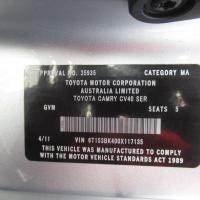 APPROVAL NO. 35935 CATEGORY MA
TOYOTA MOTOR CORPORATION
AUSTRALIA LIMITED
TOYOTA CAMRY CV40 SER
GVM SEATS 5
4/11 VIN 6T153BK400X117135
THIS VEHICLE WAS MANUFACTURED TO COMPLY
WITH MOTOR VEHICLE STANDARDS ACT 1989